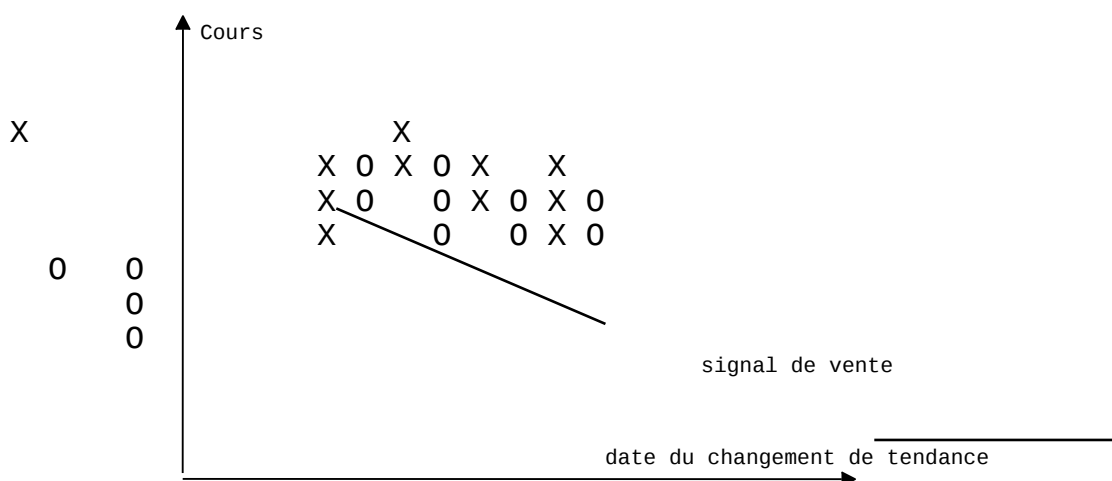 Cours
X X
X O X O X X
X O O X O X O
X O O X O
O O
O
O
signal de vente
date du changement de tendance